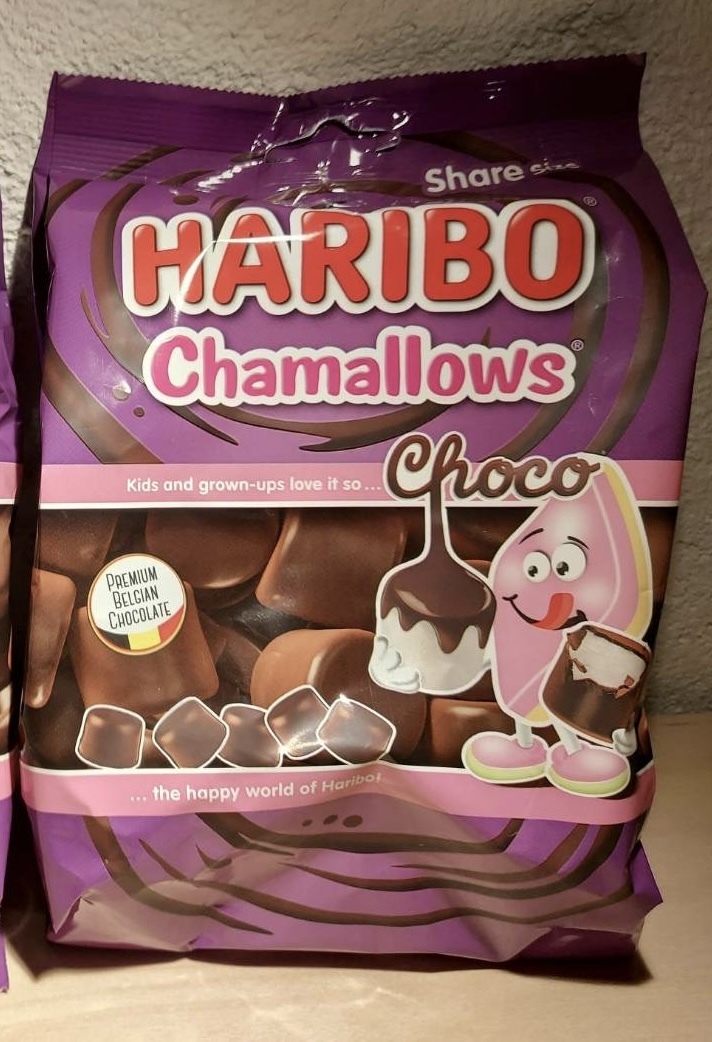 Share size
HARIBO®
Chamallows®
Choco
Kids and grown-ups love it so...
PREMIUM
BELGIAN
CHOCOLATE
... the happy world of Haribo!